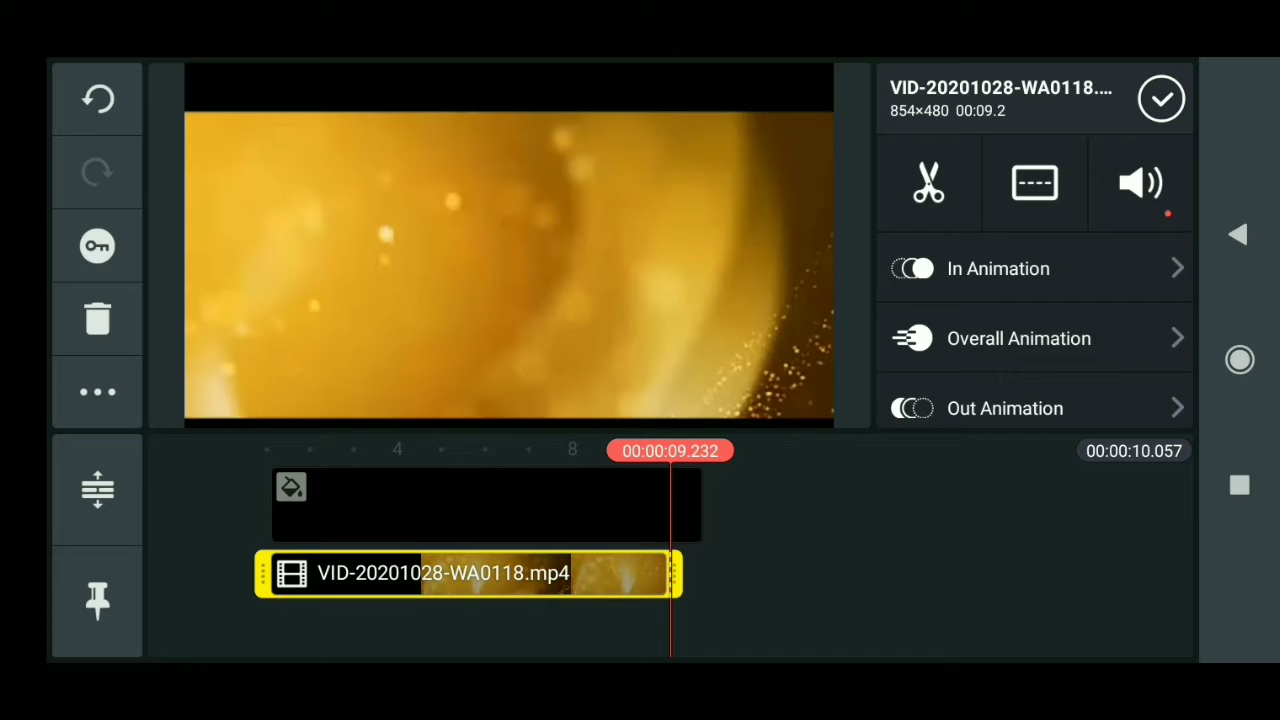 VID-20201028-WA0118....
854×480 00:09.2
In Animation
Overall Animation
Out Animation
4
8
00:00:09.232
00:00:10.057
VID-20201028-WA0118.mp4